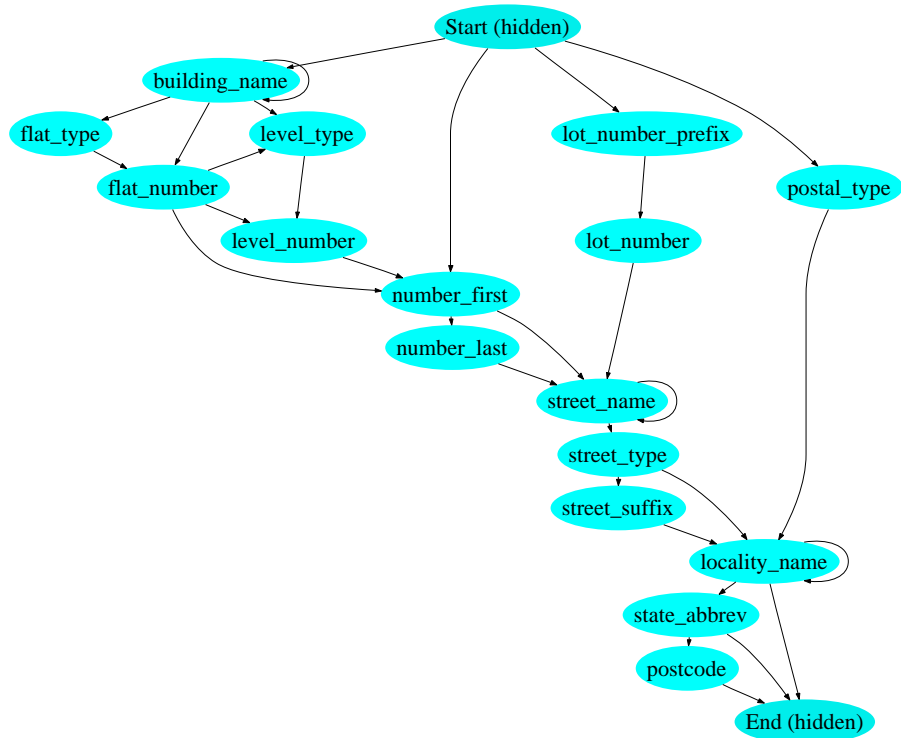 Start (hidden)
building_name
flat_type
level_type
lot_number_prefix
flat_number
postal_type
level_number
lot_number
number_first
number_last
street_name
street_type
street_suffix
locality_name
state_abbrev
postcode
End (hidden)